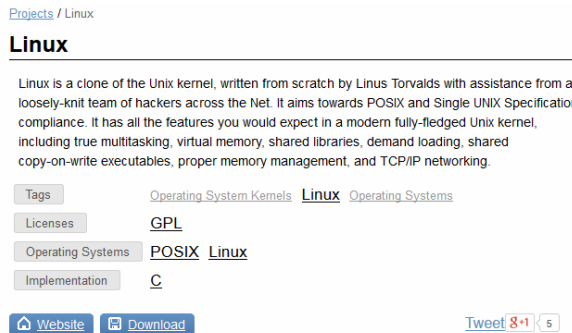 Projects / Linux
Linux
Linux is a clone of the Unix kernel, written from scratch by Linus Torvalds with assistance from a
loosely-knit team of hackers across the Net. It aims towards POSIX and Single UNIX Specificatio
compliance. It has all the features you would expect in a modern fully-fledged Unix kernel,
including true multitasking, virtual memory, shared libraries, demand loading, shared
copy-on-write executables, proper memory management, and TCP/IP networking.
Tags Operating System Kernels Linux Operating Systems
Licenses GPL
Operating Systems POSIX Linux
Implementation C
Website Download Tweet g+1 5